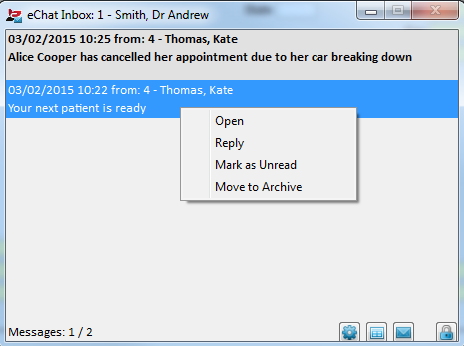 eChat Inbox: 1 - Smith, Dr Andrew
03/02/2015 10:25 from: 4 - Thomas, Kate
Alice Cooper has cancelled her appointment due to her car breaking down
03/02/2015 10:22 from: 4 - Thomas, Kate
Your next patient is ready
Open
Reply
Mark as Unread
Move to Archive
Messages: 1 / 2